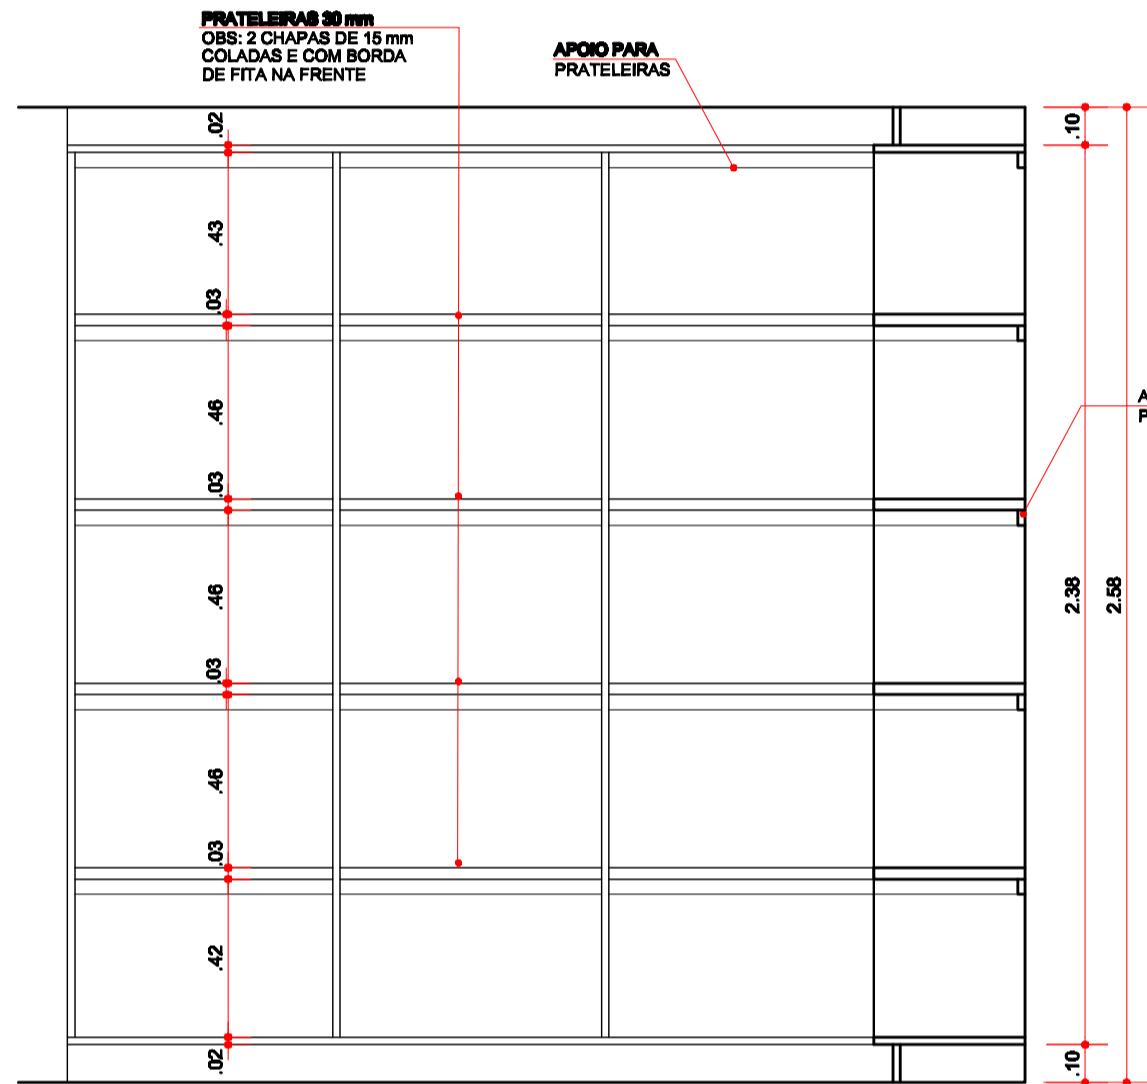 PRATELEIRAS 30 mm
OBS: 2 CHAPAS DE 15 mm
COLADAS E COM BORDA
DE FITA NA FRENTE
APOIO PARA
PRATELEIRAS
.02
.43
.03
.46
.03
.46
.03
.46
.03
.42
.02
.10
2.38
2.58
.10
A
P